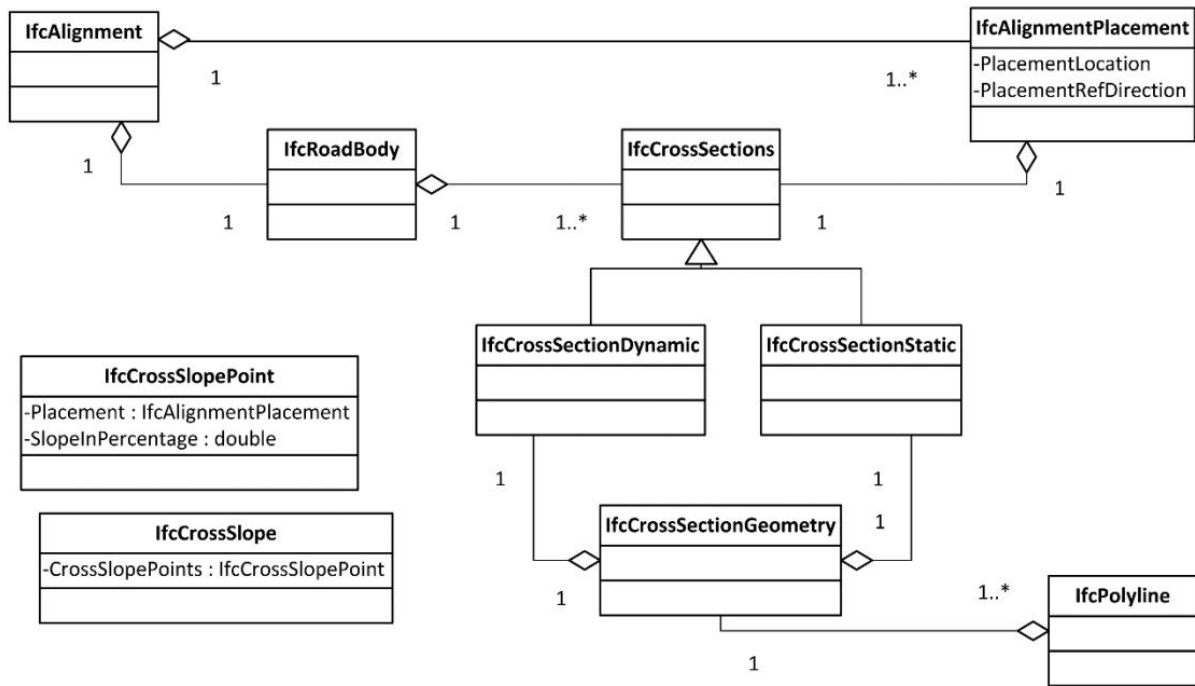 IfcAlignment
IfcAlignmentPlacement
-PlacementLocation
-PlacementRefDirection
1
1..*
IfcRoadBody
IfcCrossSections
1
1
1
1..*
1
1
IfcCrossSectionDynamic
IfcCrossSectionStatic
IfcCrossSlopePoint
-Placement : IfcAlignmentPlacement
-SlopeInPercentage : double
1
1
IfcCrossSlope
-CrossSlopePoints : IfcCrossSlopePoint
IfcCrossSectionGeometry
1
1
1..*
IfcPolyline
1